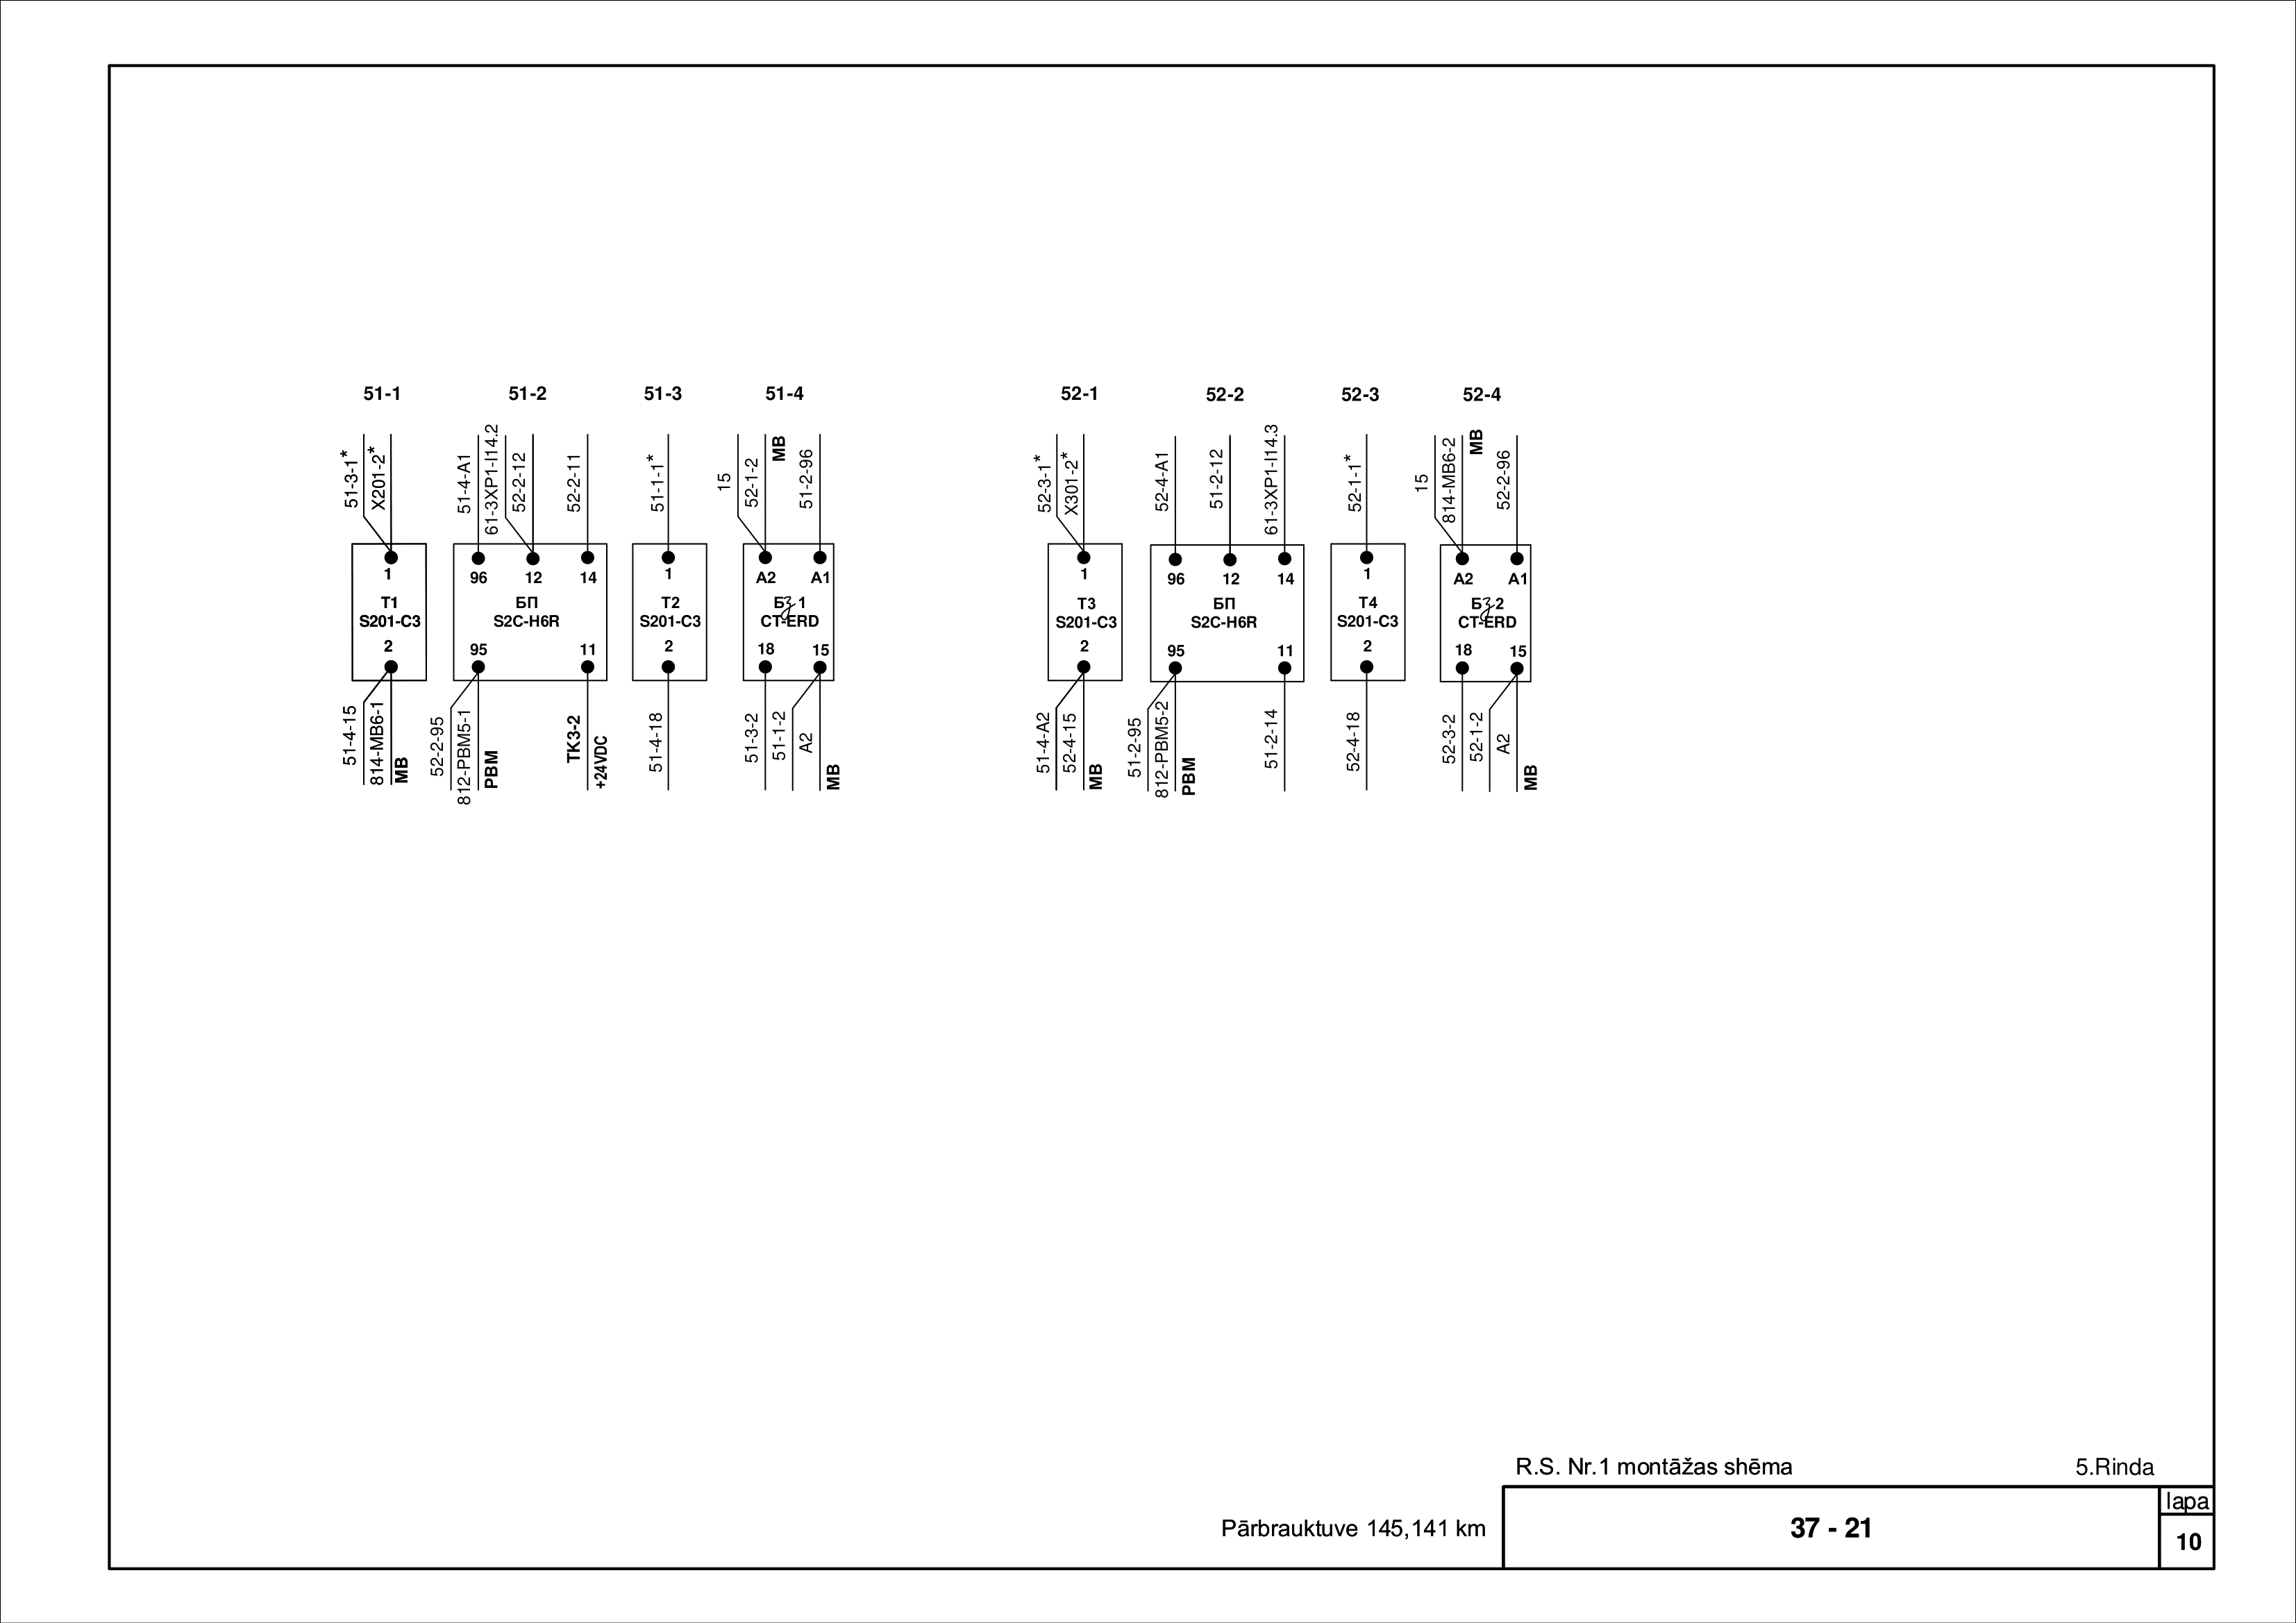 51-1
51-2
51-3
51-4
52-1
52-2
52-3
52-4
51-3-1*
X201-2*
51-4-A1
61-3XP1-I14.2
52-2-12
52-2-11
51-1-1*
15
52-1-2
MB
51-2-96
52-3-1*
X301-2*
52-4-A1
51-2-12
61-3XP1-I14.3
52-1-1*
15
814-MB6-2
MB
52-2-96
1
T1
S201-C3
2
96
12
14
БП
S2C-H6R
95
11
1
T2
S201-C3
2
A2
A1
Бз 1
CT-ERD
18
15
1
T3
S201-C3
2
96
12
14
БП
S2C-H6R
95
11
1
T4
S201-C3
2
A2
A1
Бз 2
CT-ERD
18
15
51-4-15
814-MB6-1
MB
52-2-95
812-PBM5-1
PBM
TK3-2
+24VDC
51-4-18
51-3-2
51-1-2
A2
MB
51-4-A2
52-4-15
MB
51-2-95
812-PBM5-2
PBM
51-2-14
52-4-18
52-3-2
52-1-2
A2
MB
R.S. Nr.1 montāžas shēma
5.Rinda
Pārbrauktuve 145,141 km
37 - 21
lapa
10